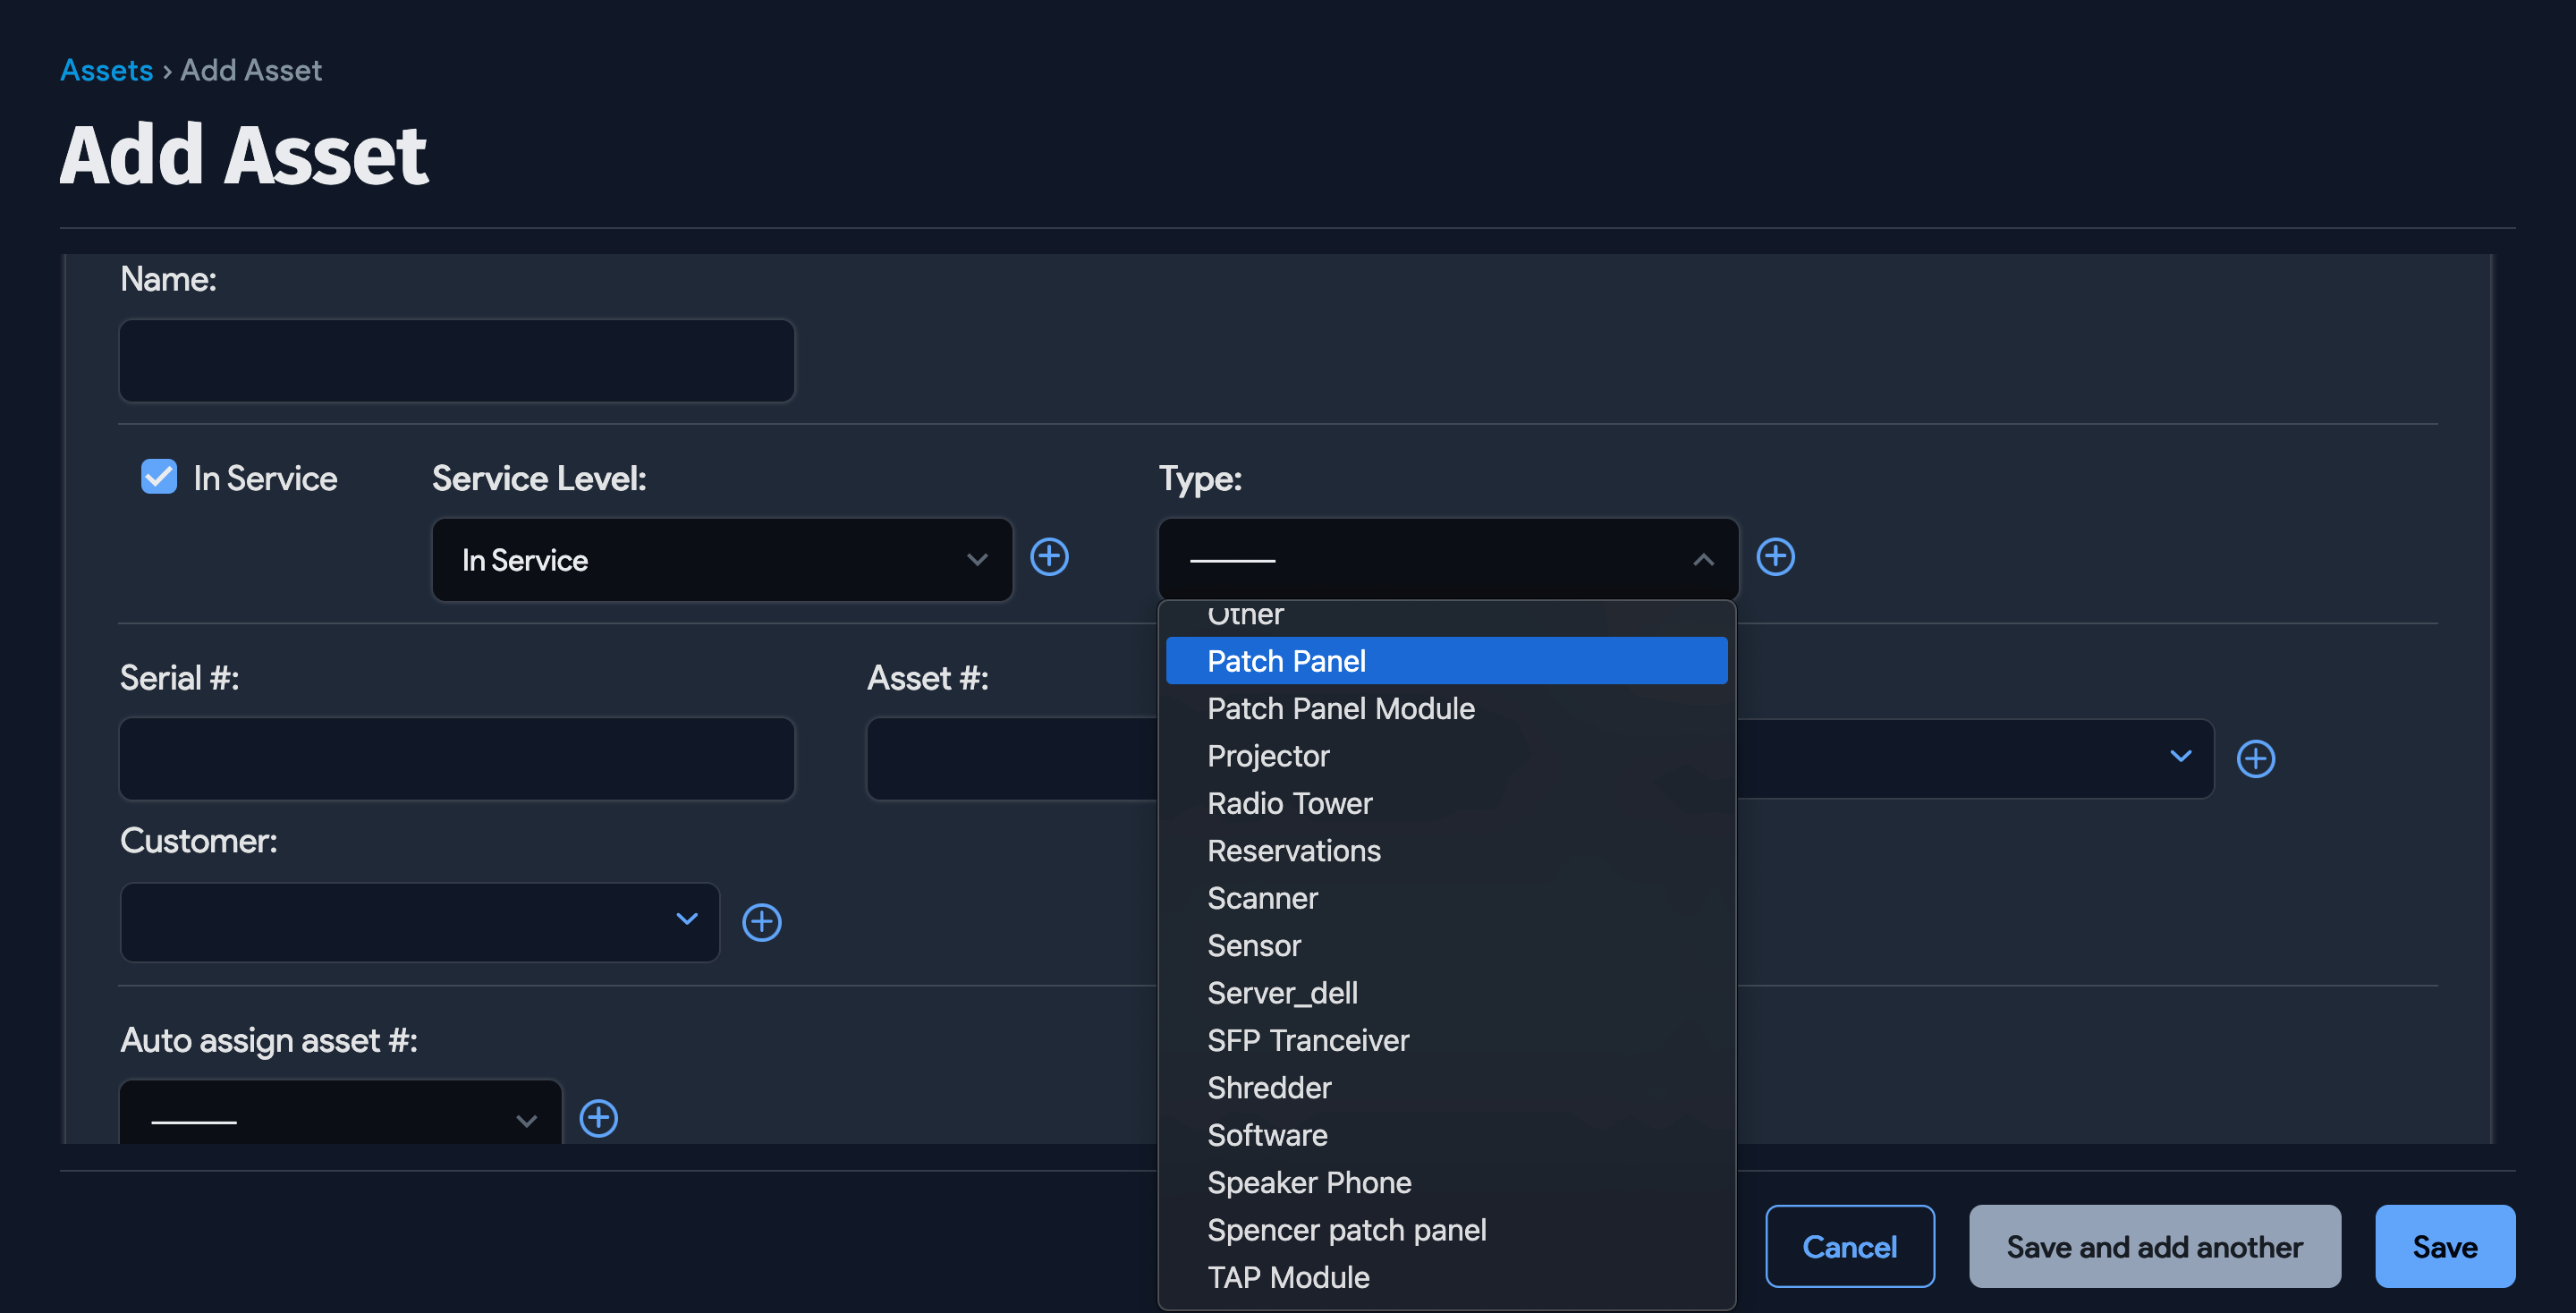 Assets › Add Asset
Add Asset
Name:
In Service
Service Level:
Type:
In Service
Other
Patch Panel
Patch Panel Module
Projector
Radio Tower
Reservations
Scanner
Sensor
Server_dell
SFP Tranceiver
Shredder
Software
Speaker Phone
Spencer patch panel
TAP Module
Serial #:
Asset #:
Customer:
Auto assign asset #:
Cancel
Save and add another
Save